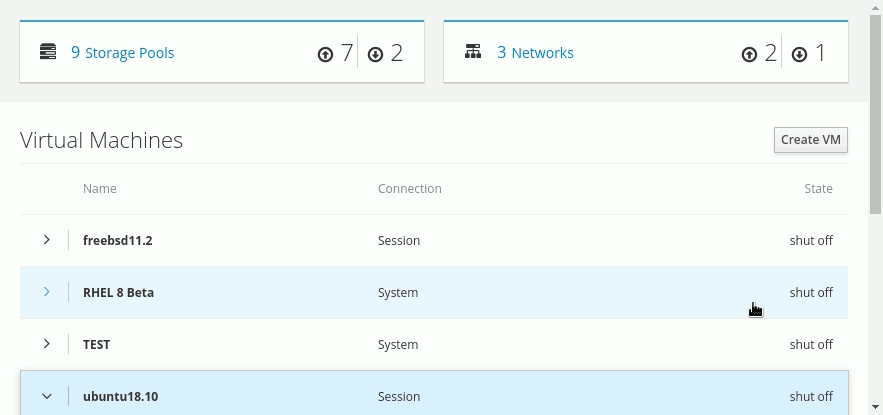 9 Storage Pools 7 2 3 Networks 2 1
Virtual Machines Create VM
Name Connection State
freebsd11.2 Session shut off
RHEL 8 Beta System shut off
TEST System shut off
ubuntu18.10 Session shut off